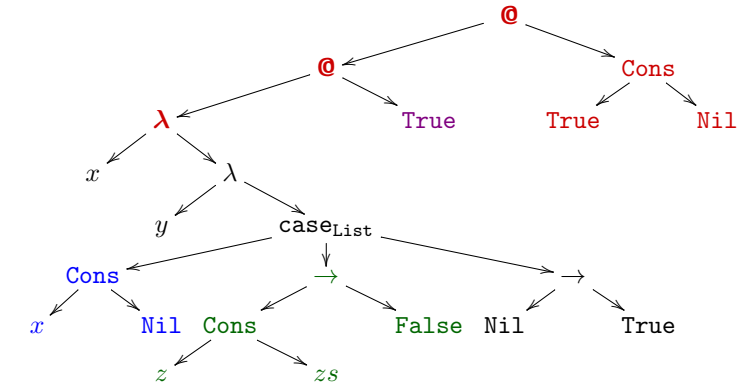 @
@ Cons
λ True True Nil
x λ
y case_List
Cons → →
x Nil Cons False Nil True
z zs